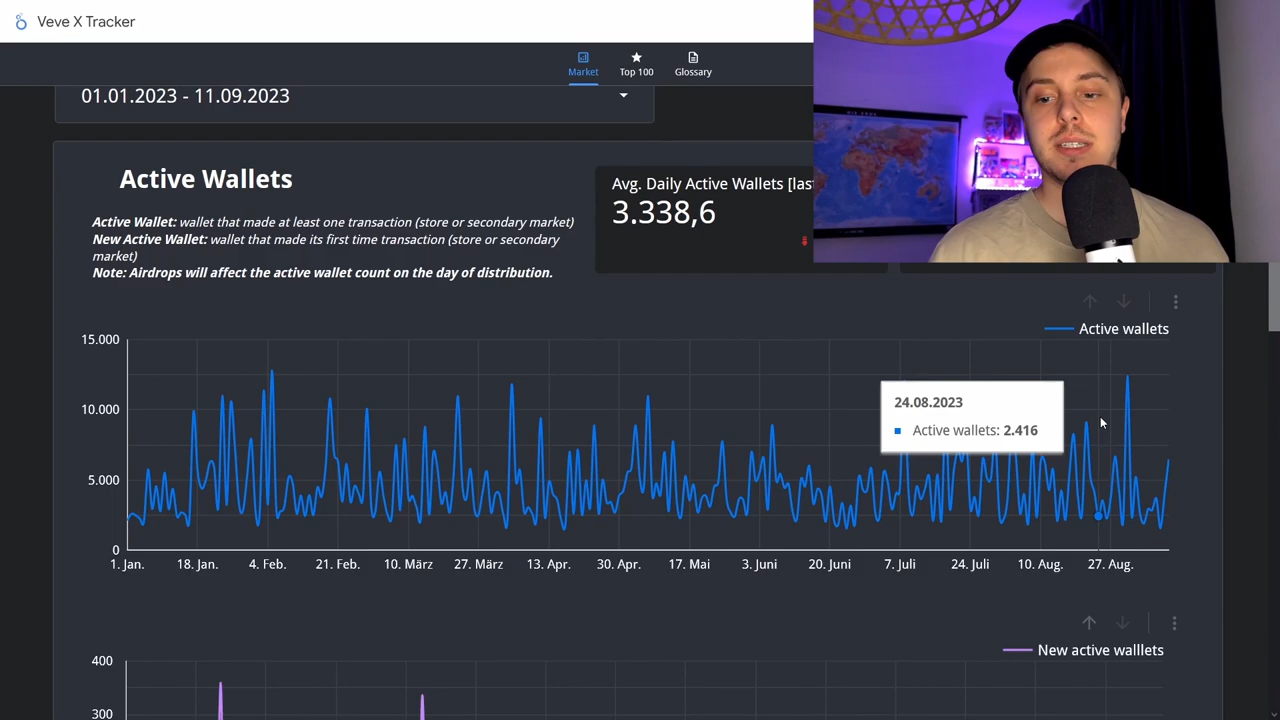 Veve X Tracker
Market
Top 100
Glossary
01.01.2023 - 11.09.2023
Active Wallets
Active Wallet: wallet that made at least one transaction (store or secondary market)
New Active Wallet: wallet that made its first time transaction (store or secondary
market)
Note: Airdrops will affect the active wallet count on the day of distribution.
Avg. Daily Active Wallets [last
3.338,6
Active wallets
15.000
10.000
5.000
0
24.08.2023
Active wallets: 2.416
1. Jan.
18. Jan.
4. Feb.
21. Feb.
10. März
27. März
13. Apr.
30. Apr.
17. Mai
3. Juni
20. Juni
7. Juli
24. Juli
10. Aug.
27. Aug.
New active walllets
400
300